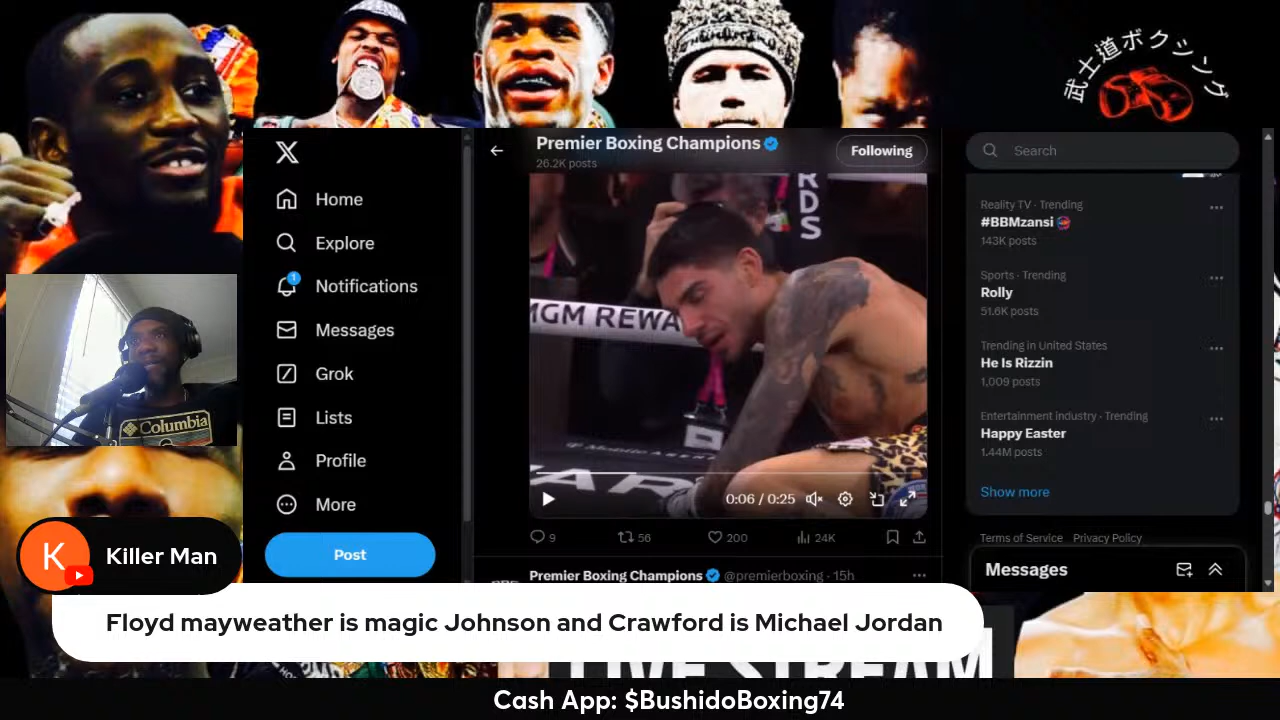 武士道ボクシング
X
Home
Explore
1
Notifications
Messages
Grok
Lists
Profile
More
Post
Premier Boxing Champions
26.2K posts
Following
RDS
MGM REWA
0:06 / 0:25
9
56
200
24K
Premier Boxing Champions @premierboxing · 15h
Search
Reality TV · Trending
#BBMzansi
143K posts
Sports · Trending
Rolly
51.6K posts
Trending in United States
He Is Rizzin
1,009 posts
Entertainment industry · Trending
Happy Easter
1.44M posts
Show more
Terms of Service Privacy Policy
Messages
Columbia
K
Killer Man
Floyd mayweather is magic Johnson and Crawford is Michael Jordan
LIVE STREAM
Cash App: $BushidoBoxing74